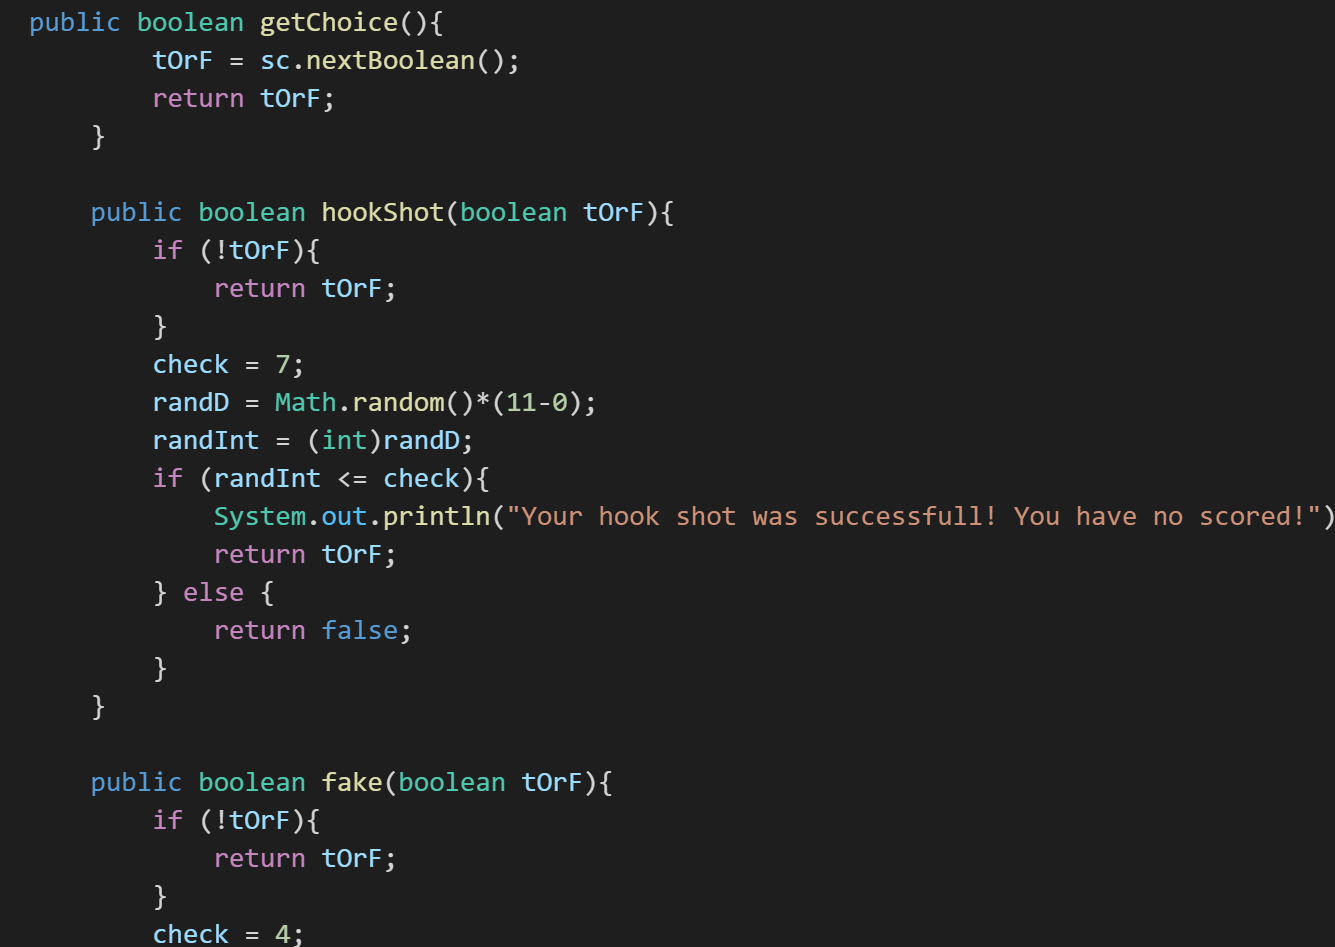 public boolean getChoice(){
        tOrF = sc.nextBoolean();
        return tOrF;
    }

    public boolean hookShot(boolean tOrF){
        if (!tOrF){
            return tOrF;
        }
        check = 7;
        randD = Math.random()*(11-0);
        randInt = (int)randD;
        if (randInt <= check){
            System.out.println("Your hook shot was successfull! You have no scored!")
            return tOrF;
        } else {
            return false;
        }
    }

    public boolean fake(boolean tOrF){
        if (!tOrF){
            return tOrF;
        }
        check = 4;